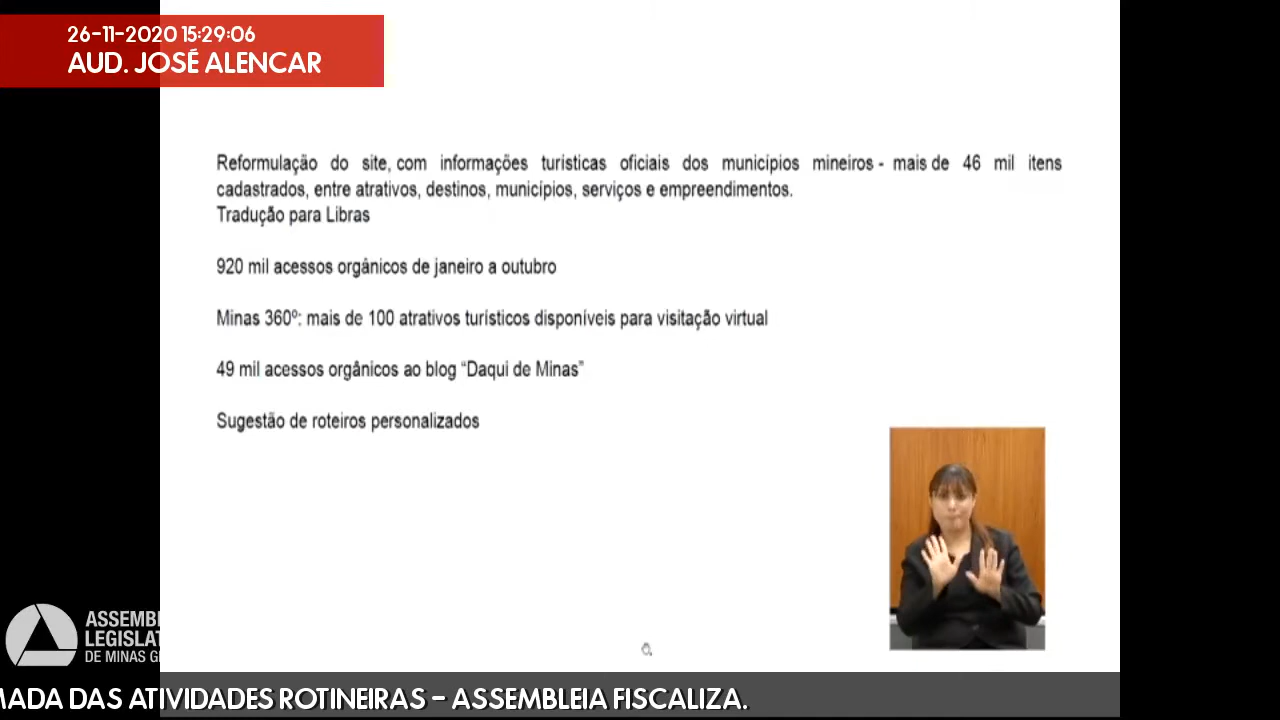 26-11-2020 15:29:06
AUD. JOSÉ ALENCAR
Reformulação do site, com informações turísticas oficiais dos municípios mineiros - mais de 46 mil itens
cadastrados, entre atrativos, destinos, municípios, serviços e empreendimentos.
Tradução para Libras
920 mil acessos orgânicos de janeiro a outubro
Minas 360º: mais de 100 atrativos turísticos disponíveis para visitação virtual
49 mil acessos orgânicos ao blog “Daqui de Minas”
Sugestão de roteiros personalizados
ASSEMBL
LEGISLAT
DE MINAS G
MADA DAS ATIVIDADES ROTINEIRAS – ASSEMBLEIA FISCALIZA.